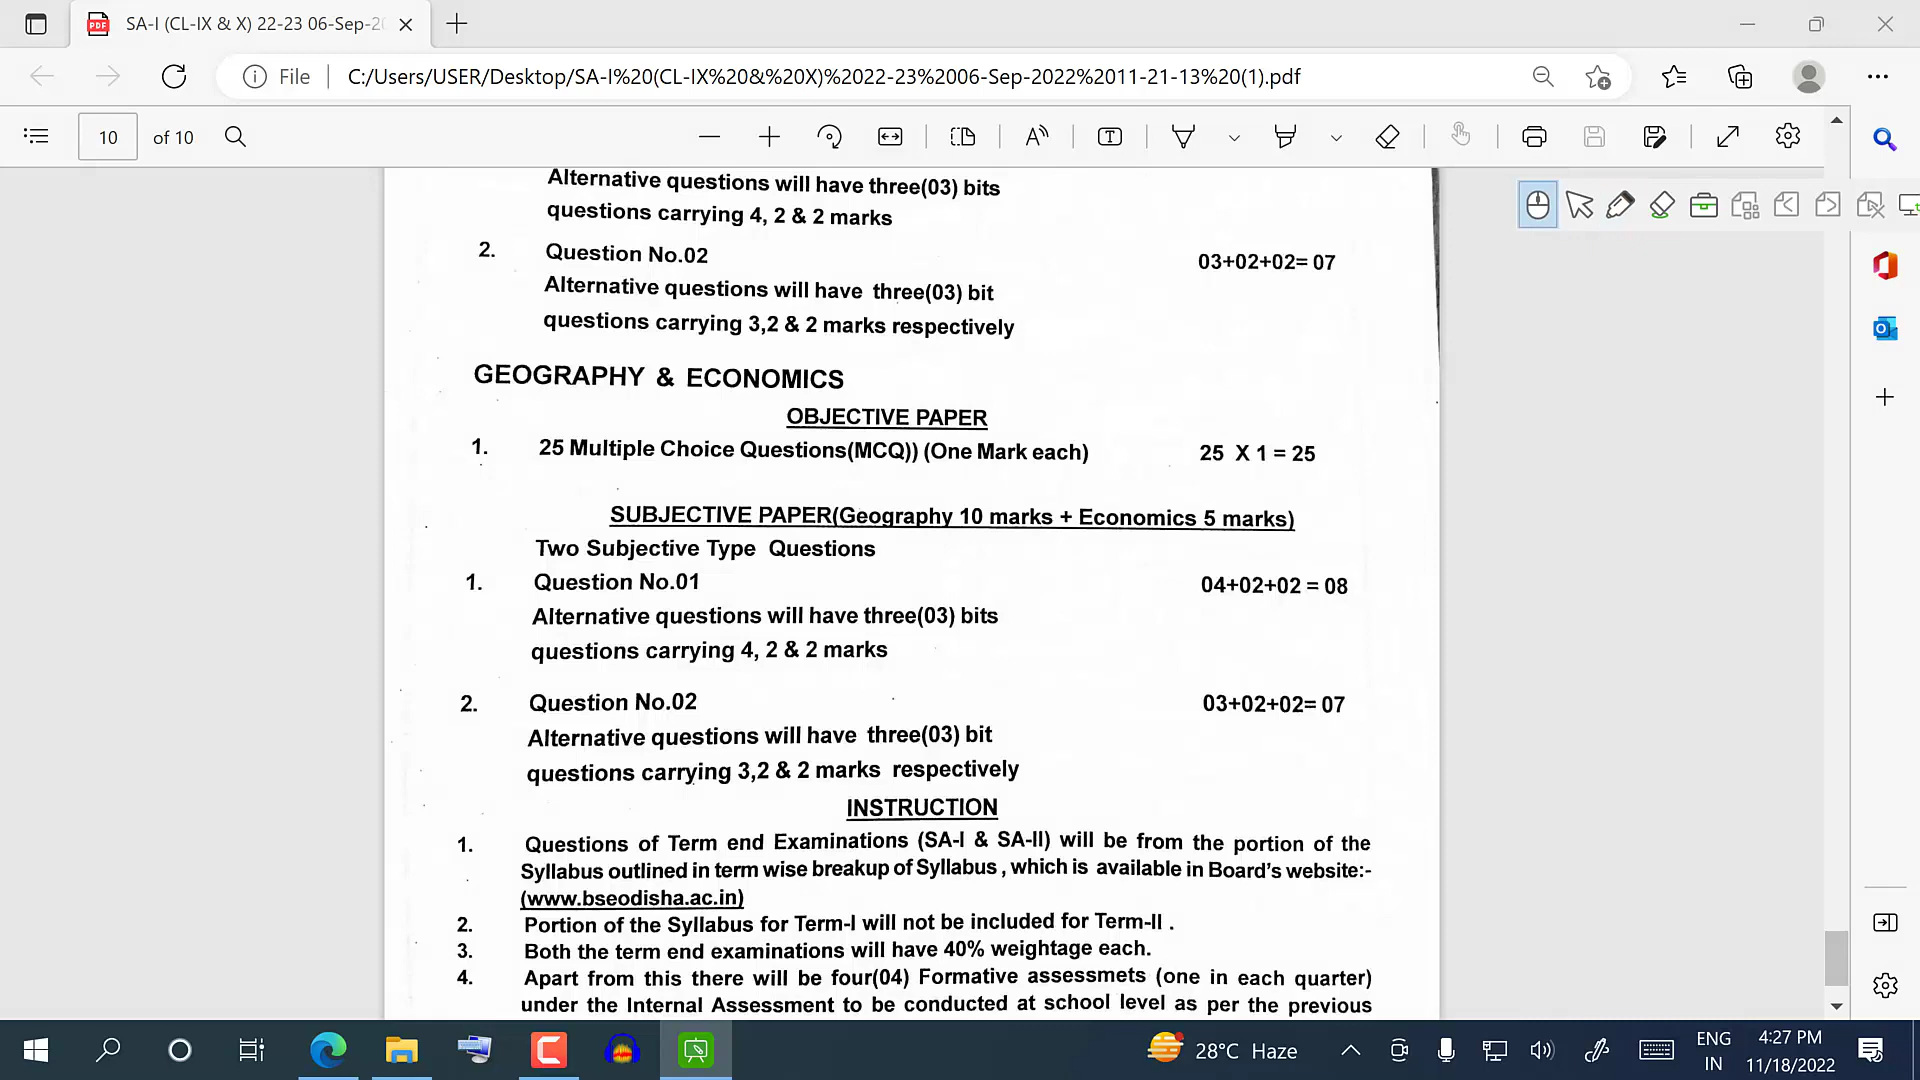 SA-I (CL-IX & X) 22-23 06-Sep-20
File
C:/Users/USER/Desktop/SA-I%20(CL-IX%20&%20X)%2022-23%2006-Sep-2022%2011-21-13%20(1).pdf
10 of 10
Alternative questions will have three(03) bits
questions carrying 4, 2 & 2 marks
2. Question No.02 03+02+02= 07
Alternative questions will have three(03) bit
questions carrying 3,2 & 2 marks respectively
GEOGRAPHY & ECONOMICS
OBJECTIVE PAPER
1. 25 Multiple Choice Questions(MCQ)) (One Mark each) 25 X 1 = 25
SUBJECTIVE PAPER(Geography 10 marks + Economics 5 marks)
Two Subjective Type Questions
1. Question No.01 04+02+02 = 08
Alternative questions will have three(03) bits
questions carrying 4, 2 & 2 marks
2. Question No.02 03+02+02= 07
Alternative questions will have three(03) bit
questions carrying 3,2 & 2 marks respectively
INSTRUCTION
1. Questions of Term end Examinations (SA-I & SA-II) will be from the portion of the
Syllabus outlined in term wise breakup of Syllabus , which is available in Board's website:-
(www.bseodisha.ac.in)
2. Portion of the Syllabus for Term-I will not be included for Term-II .
3. Both the term end examinations will have 40% weightage each.
4. Apart from this there will be four(04) Formative assessmets (one in each quarter)
under the Internal Assessment to be conducted at school level as per the previous
28°C Haze
ENG
IN
4:27 PM
11/18/2022